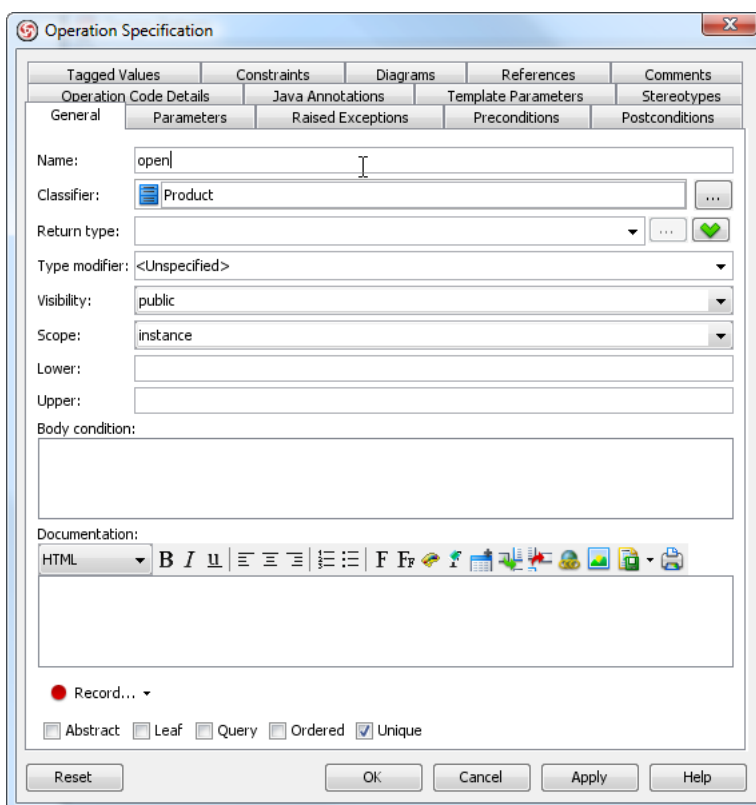 Operation Specification
Tagged Values Constraints Diagrams References Comments
Operation Code Details Java Annotations Template Parameters Stereotypes
General Parameters Raised Exceptions Preconditions Postconditions
Name: open
Classifier: Product ...
Return type: ...
Type modifier: <Unspecified>
Visibility: public
Scope: instance
Lower:
Upper:
Body condition:
Documentation:
HTML B I u F FF
Record...
Abstract Leaf Query Ordered Unique
Reset OK Cancel Apply Help